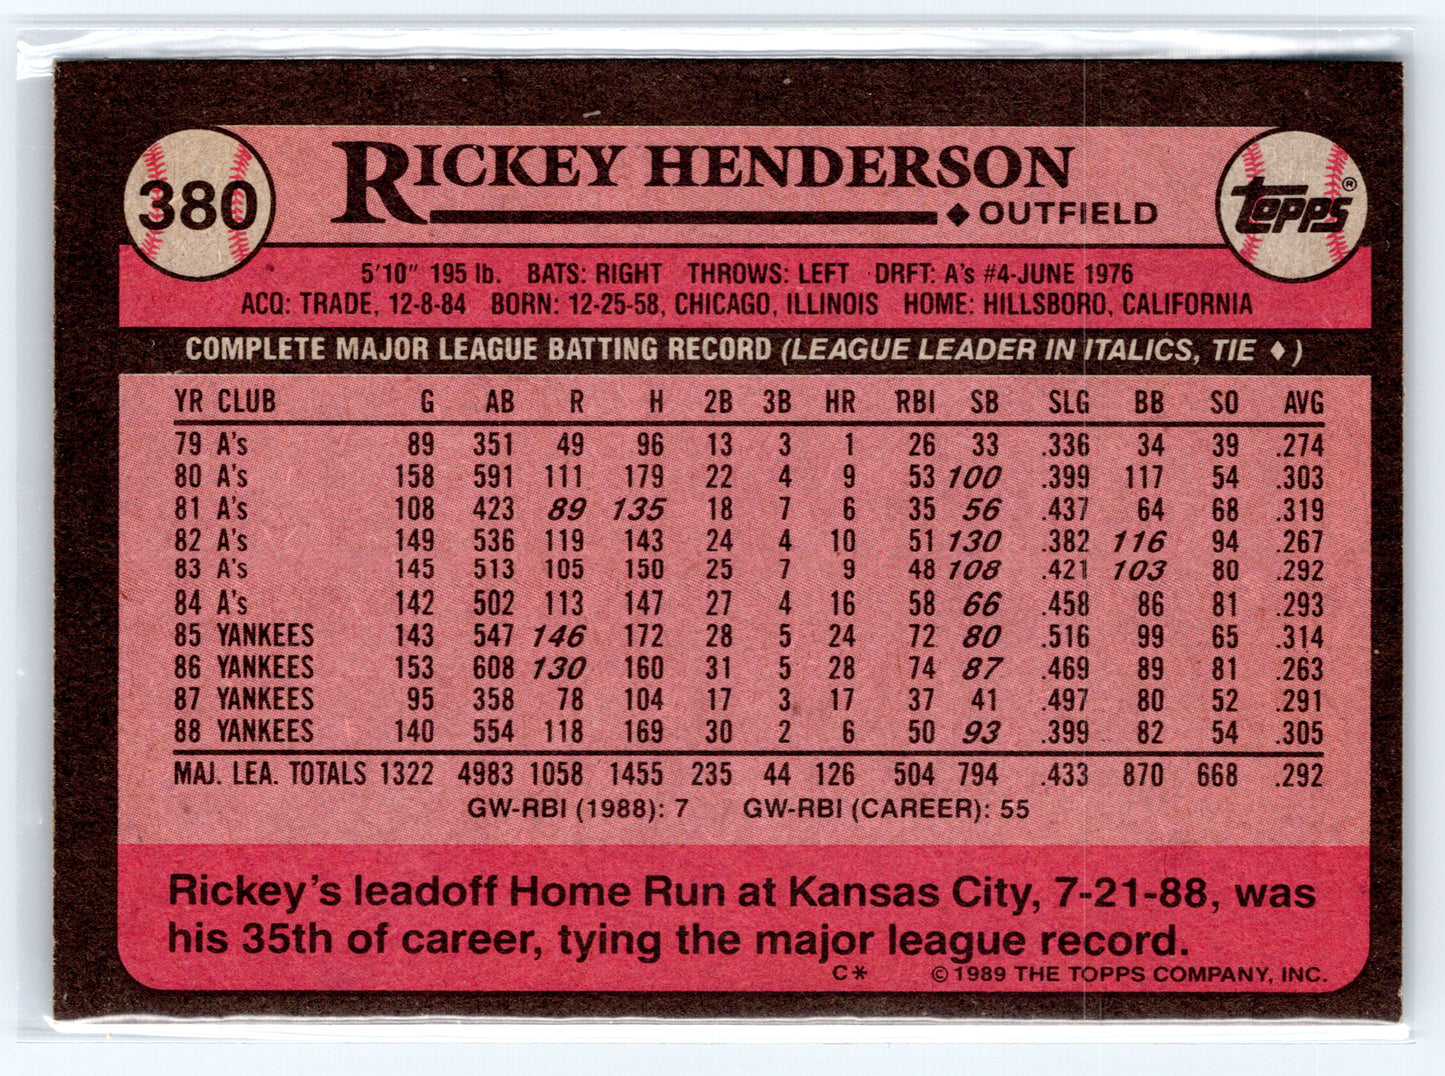 380
RICKEY HENDERSON
◆ OUTFIELD
topps®
5'10" 195 lb. BATS: RIGHT THROWS: LEFT DRFT: A's #4-JUNE 1976
ACQ: TRADE, 12-8-84 BORN: 12-25-58, CHICAGO, ILLINOIS HOME: HILLSBORO, CALIFORNIA
COMPLETE MAJOR LEAGUE BATTING RECORD (LEAGUE LEADER IN ITALICS, TIE ♦)
YR CLUB G AB R H 2B 3B HR RBI SB SLG BB SO AVG
79 A's 89 351 49 96 13 3 1 26 33 .336 34 39 .274
80 A's 158 591 111 179 22 4 9 53 100 .399 117 54 .303
81 A's 108 423 89 135 18 7 6 35 56 .437 64 68 .319
82 A's 149 536 119 143 24 4 10 51 130 .382 116 94 .267
83 A's 145 513 105 150 25 7 9 48 108 .421 103 80 .292
84 A's 142 502 113 147 27 4 16 58 66 .458 86 81 .293
85 YANKEES 143 547 146 172 28 5 24 72 80 .516 99 65 .314
86 YANKEES 153 608 130 160 31 5 28 74 87 .469 89 81 .263
87 YANKEES 95 358 78 104 17 3 17 37 41 .497 80 52 .291
88 YANKEES 140 554 118 169 30 2 6 50 93 .399 82 54 .305
MAJ. LEA. TOTALS 1322 4983 1058 1455 235 44 126 504 794 .433 870 668 .292
GW-RBI (1988): 7 GW-RBI (CAREER): 55
Rickey's leadoff Home Run at Kansas City, 7-21-88, was
his 35th of career, tying the major league record.
C* © 1989 THE TOPPS COMPANY, INC.